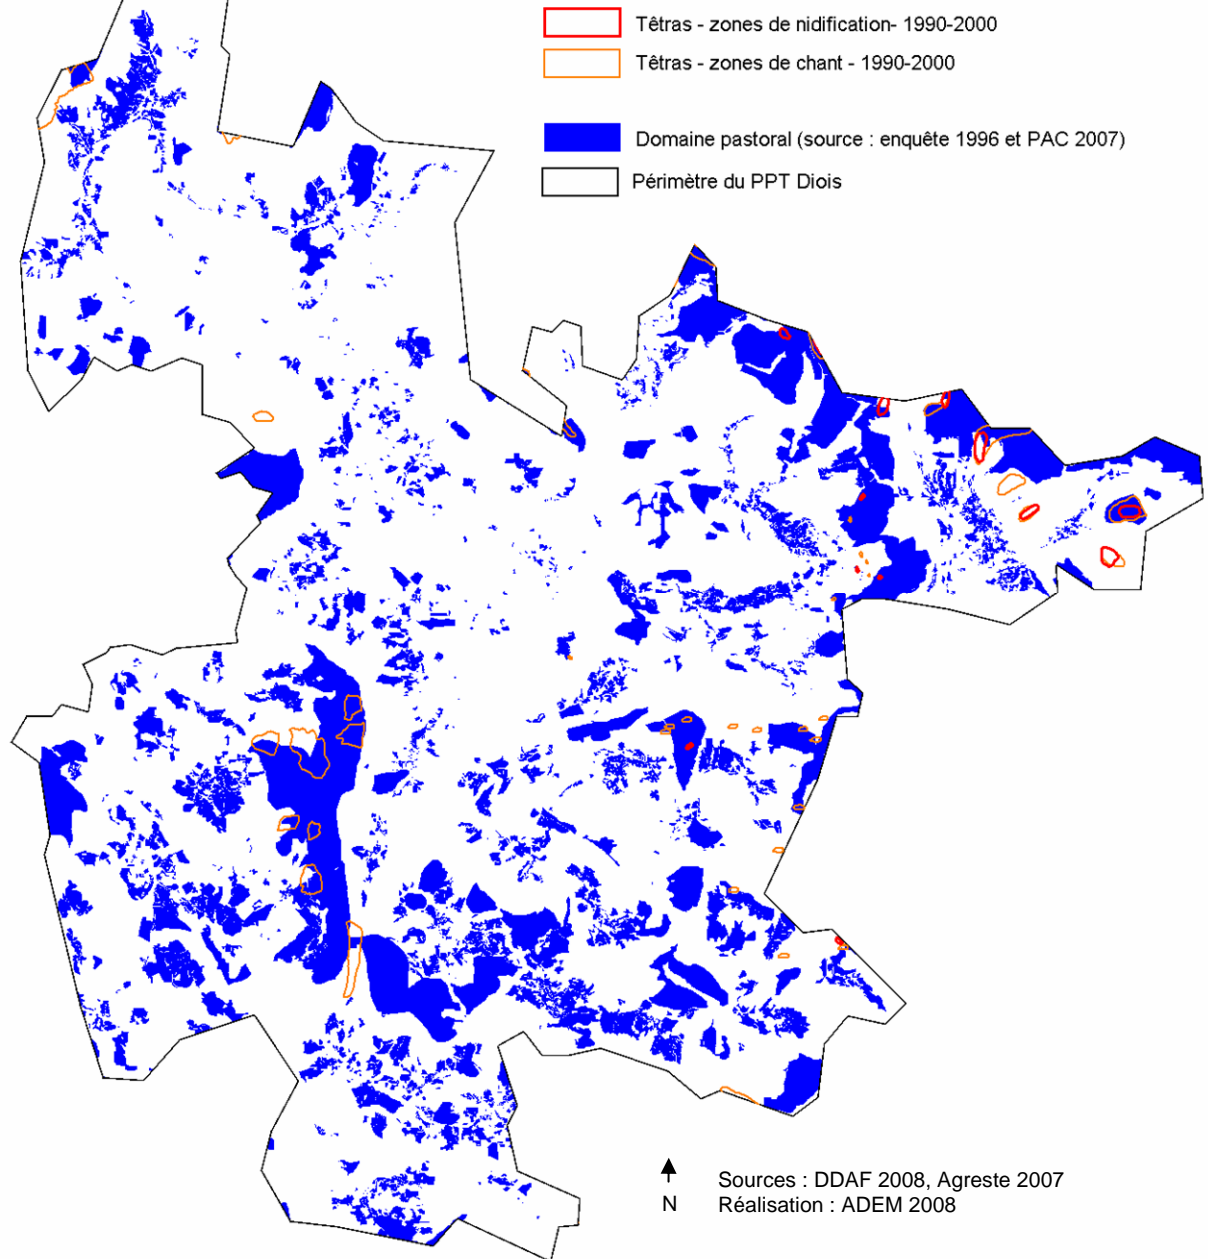 Têtras - zones de nidification- 1990-2000
Têtras - zones de chant - 1990-2000
Domaine pastoral (source : enquête 1996 et PAC 2007)
Périmètre du PPT Diois
Sources : DDAF 2008, Agreste 2007
N Réalisation : ADEM 2008